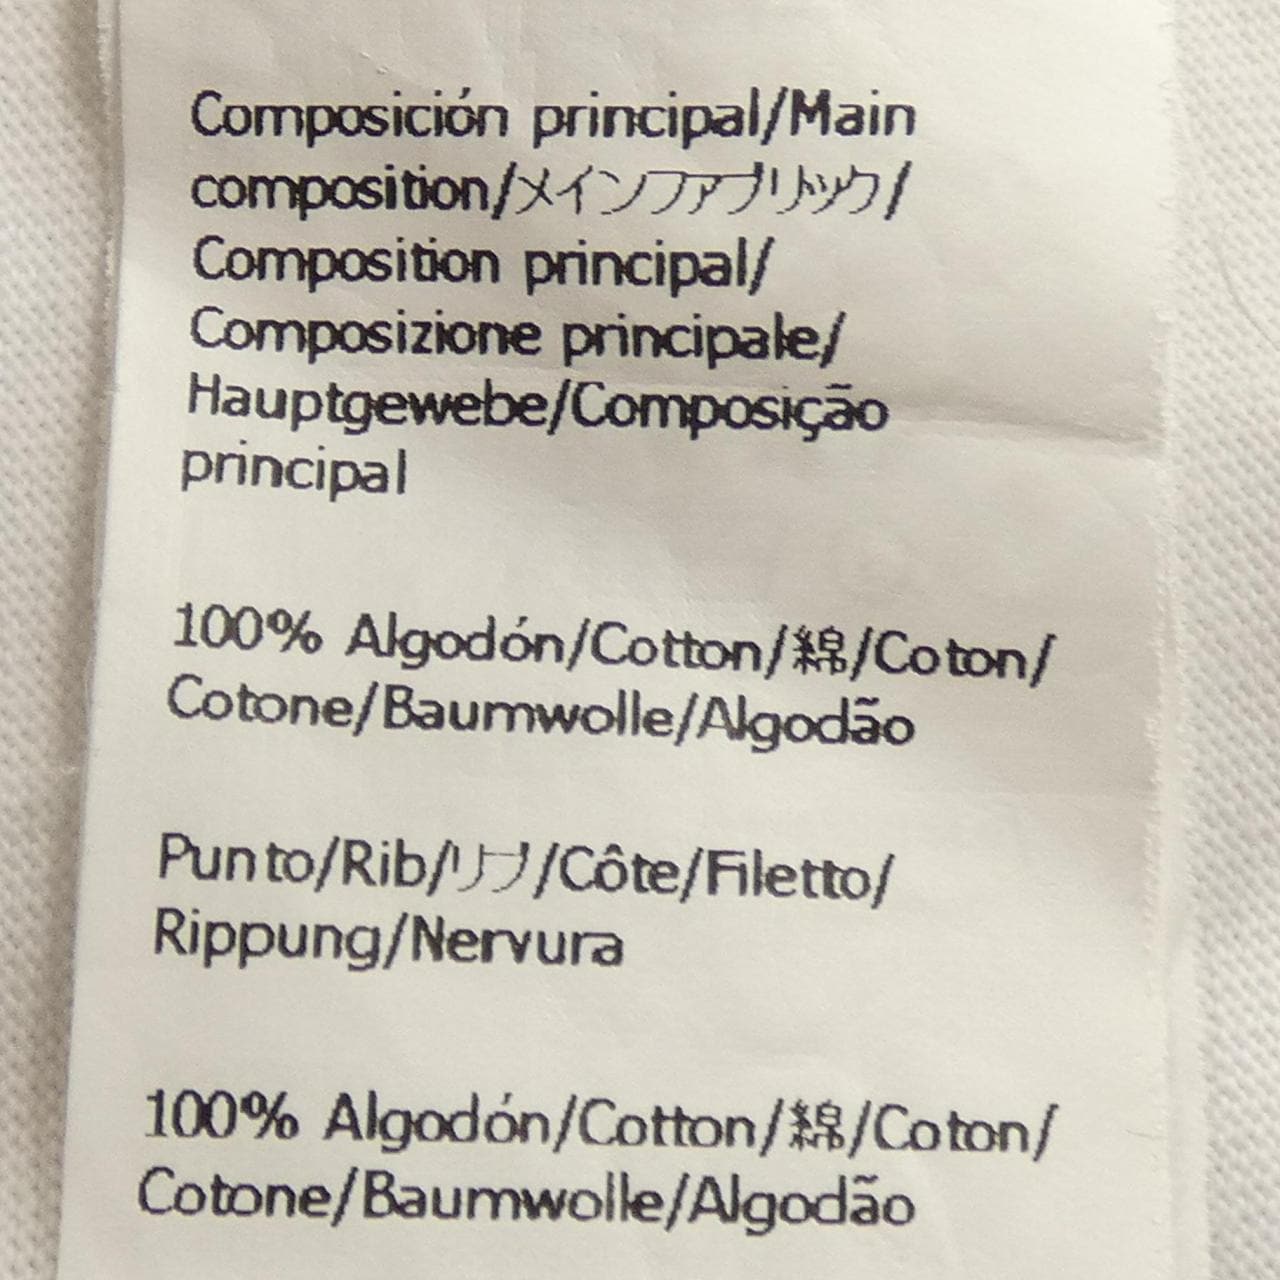 Composición principal/Main
composition/メインファブリック/
Composition principal/
Composizione principale/
Hauptgewebe/Composição
principal
100% Algodón/Cotton/綿/Coton/
Cotone/Baumwolle/Algodão
Punto/Rib/リブ/Côte/Filetto/
Rippung/Nervura
100% Algodón/Cotton/綿/Coton/
Cotone/Baumwolle/Algodão